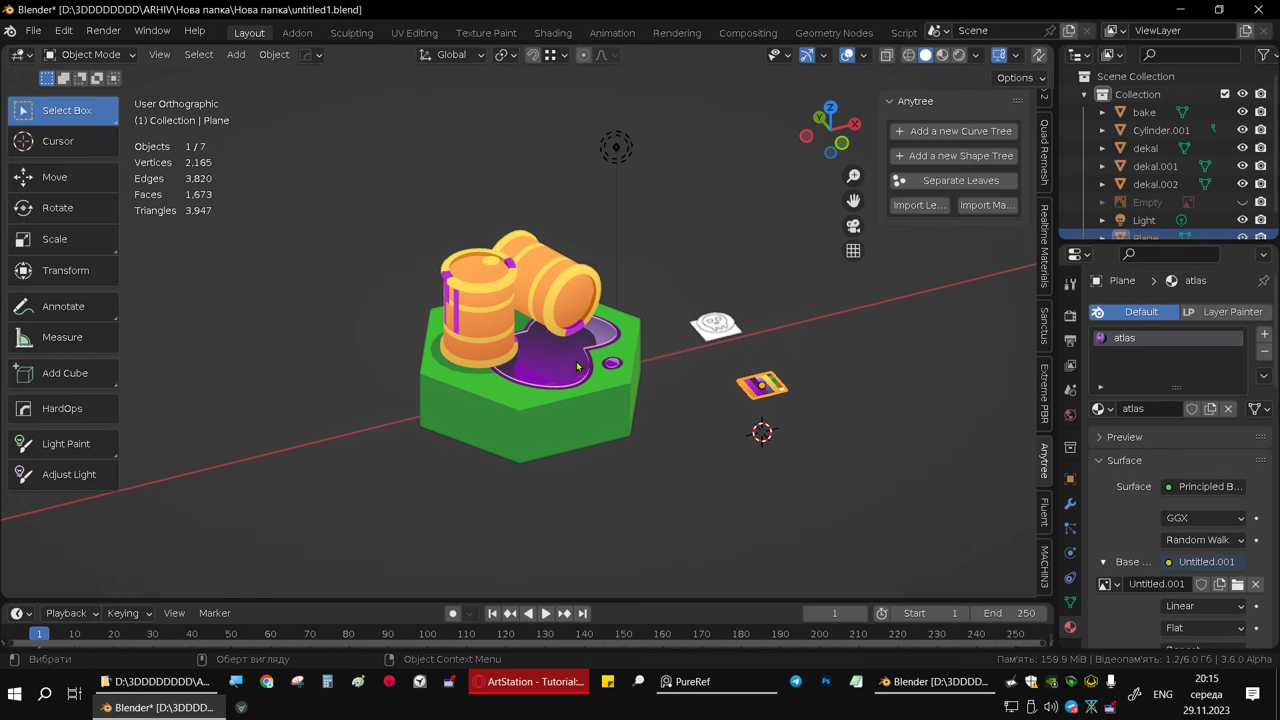 Blender* [D:\3DDDDDDDD\ARHIV\Нова папка\Нова папка\untitled1.blend]
File Edit Render Window Help Layout Addon Sculpting UV Editing Texture Paint Shading Animation Rendering Compositing Geometry Nodes Script Scene ViewLayer
Object Mode View Select Add Object Global
Options
Select Box
Cursor
Move
Rotate
Scale
Transform
Annotate
Measure
Add Cube
HardOps
Light Paint
Adjust Light
User Orthographic
(1) Collection | Plane
Objects 1 / 7
Vertices 2,165
Edges 3,820
Faces 1,673
Triangles 3,947
Z
Y
X
Anytree
Add a new Curve Tree
Add a new Shape Tree
Separate Leaves
Import Le... Import Ma...
2
Quad Remesh
Realtime Materials
Sanctus
Extreme PBR
Anytree
Fluent
MACHIN3
Scene Collection
Collection
bake
Cylinder.001
dekal
dekal.001
dekal.002
Empty
Light
Plane
Plane atlas
Default LP Layer Painter
atlas
atlas
Preview
Surface
Surface Principled B...
GGX
Random Walk
Base ... Untitled.001
Untitled.001
Linear
Flat
Repeat
Playback Keying View Marker 1 Start 1 End 250
1 10 20 30 40 50 60 70 80 90 100 110 120 130 140 150 160 170 180 190 200 210 220 230 240 250
Вибрати Оберт вигляду Object Context Menu Пам'ять: 159.9 MiB | Відеопам'ять: 1.2/6.0 Гб | 3.6.0 Alpha
D:\3DDDDDDDD\A... ArtStation - Tutorial:... PureRef Blender [D:\3DDDD...
Blender* [D:\3DDDD...
ENG
20:15
середа
29.11.2023